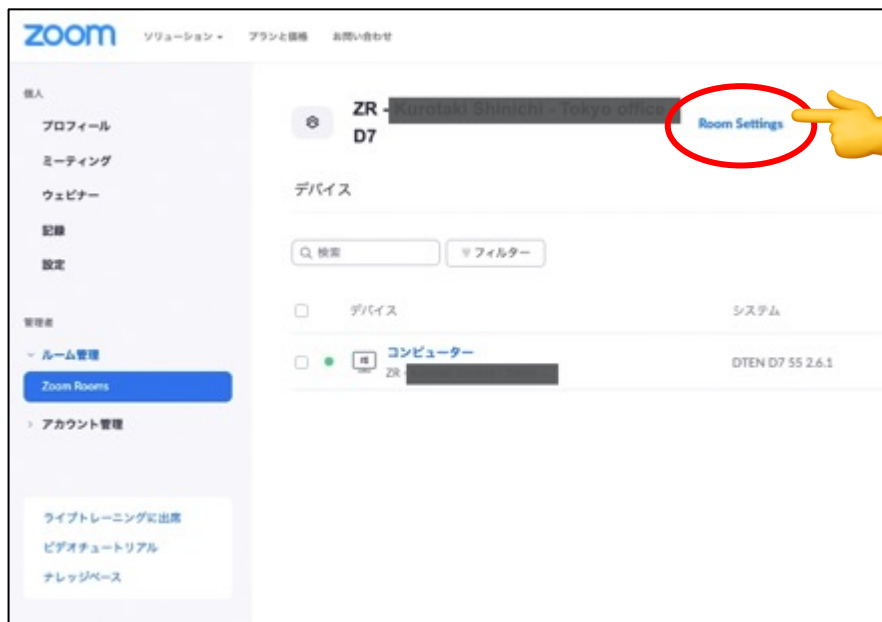 zoom ソリューション プランと価格 お問い合わせ
個人
プロフィール
ミーティング
ウェビナー
記録
設定
管理者
ルーム管理
Zoom Rooms
アカウント管理
ライブトレーニングに出席
ビデオチュートリアル
ナレッジベース
ZR -
D7
Room Settings
デバイス
検索 フィルター
デバイス システム
コンピューター DTEN D7 55 2.6.1
ZR -